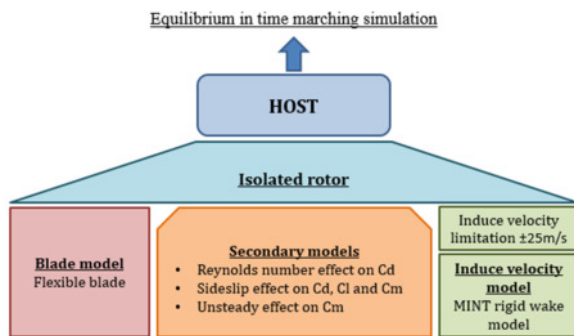 Equilibrium in time marching simulation
HOST
Isolated rotor
Blade model
Flexible blade
Secondary models
• Reynolds number effect on Cd
• Sideslip effect on Cd, Cl and Cm
• Unsteady effect on Cm
Induce velocity
limitation ±25m/s
Induce velocity
model
MINT rigid wake
model